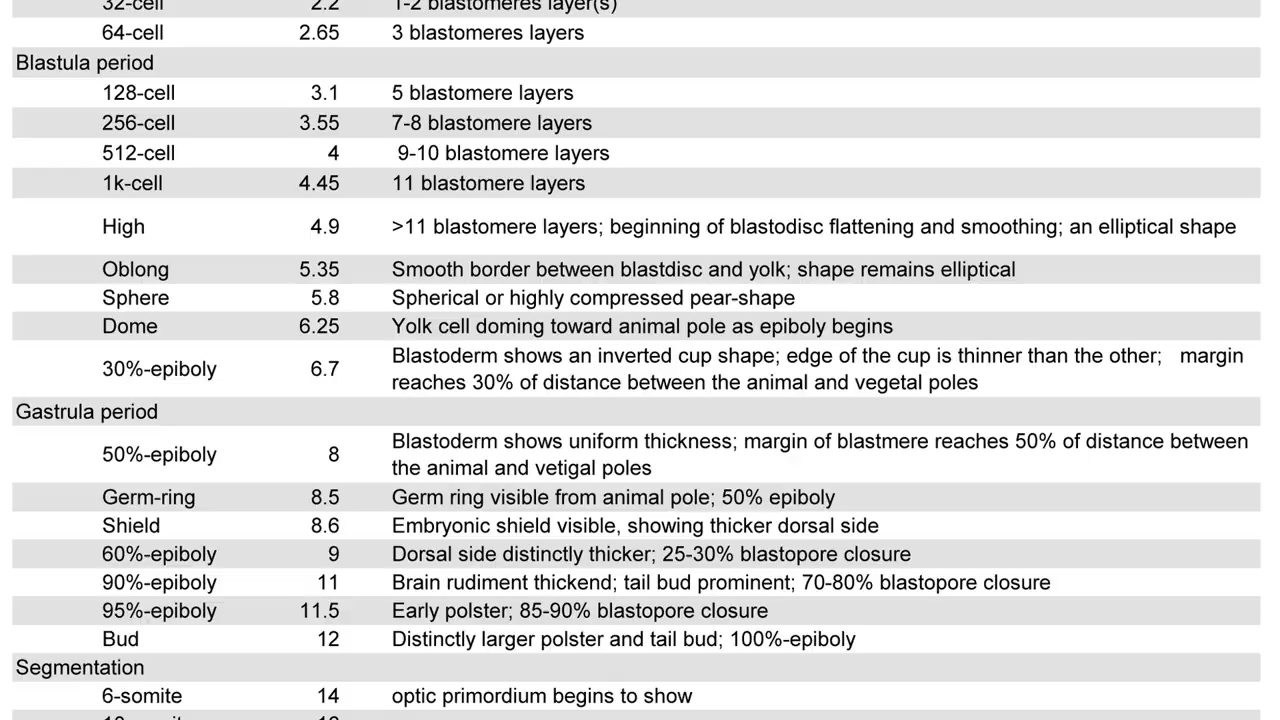 32-cell 2.2 1-2 blastomeres layer(s)
64-cell 2.65 3 blastomeres layers
Blastula period
128-cell 3.1 5 blastomere layers
256-cell 3.55 7-8 blastomere layers
512-cell 4 9-10 blastomere layers
1k-cell 4.45 11 blastomere layers
High 4.9 >11 blastomere layers; beginning of blastodisc flattening and smoothing; an elliptical shape
Oblong 5.35 Smooth border between blastdisc and yolk; shape remains elliptical
Sphere 5.8 Spherical or highly compressed pear-shape
Dome 6.25 Yolk cell doming toward animal pole as epiboly begins
30%-epiboly 6.7 Blastoderm shows an inverted cup shape; edge of the cup is thinner than the other; margin
reaches 30% of distance between the animal and vegetal poles
Gastrula period
50%-epiboly 8 Blastoderm shows uniform thickness; margin of blastmere reaches 50% of distance between
the animal and vetigal poles
Germ-ring 8.5 Germ ring visible from animal pole; 50% epiboly
Shield 8.6 Embryonic shield visible, showing thicker dorsal side
60%-epiboly 9 Dorsal side distinctly thicker; 25-30% blastopore closure
90%-epiboly 11 Brain rudiment thickend; tail bud prominent; 70-80% blastopore closure
95%-epiboly 11.5 Early polster; 85-90% blastopore closure
Bud 12 Distinctly larger polster and tail bud; 100%-epiboly
Segmentation
6-somite 14 optic primordium begins to show